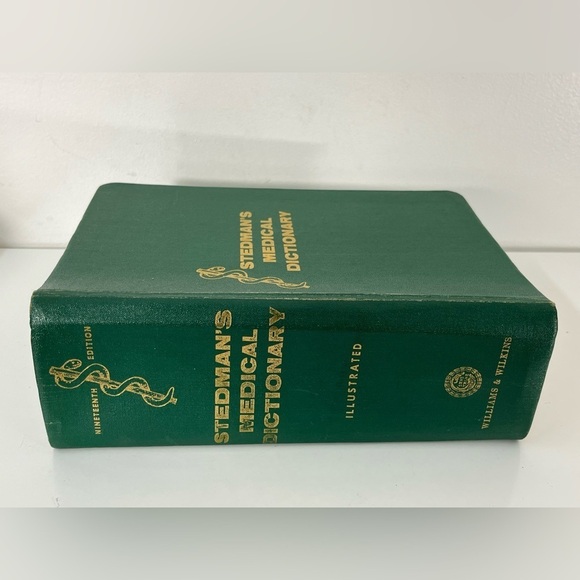 STEDMAN'S
MEDICAL
DICTIONARY
NINETEENTH EDITION
STEDMAN'S
MEDICAL
DICTIONARY
ILLUSTRATED
WILLIAMS & WILKINS